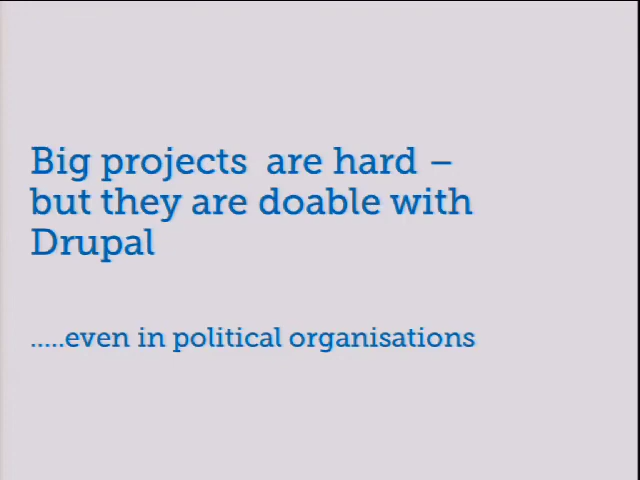 Big projects  are hard –
but they are doable with
Drupal
.....even in political organisations